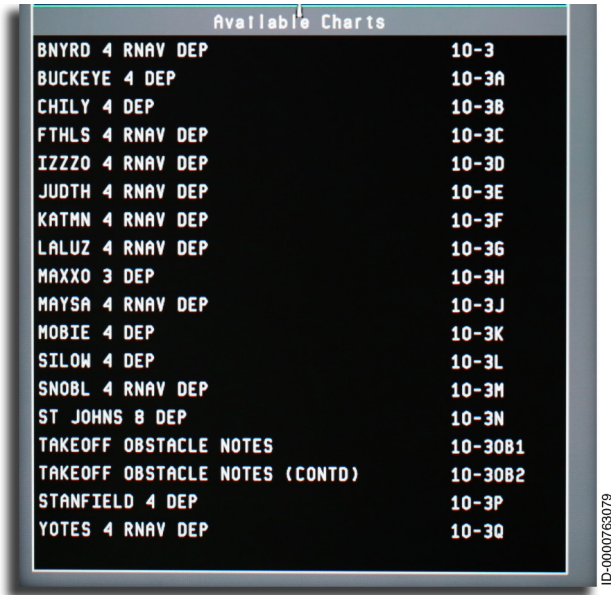 Available Charts
BNYRD 4 RNAV DEP 10-3
BUCKEYE 4 DEP 10-3A
CHILY 4 DEP 10-3B
FTHLS 4 RNAV DEP 10-3C
IZZZO 4 RNAV DEP 10-3D
JUDTH 4 RNAV DEP 10-3E
KATMN 4 RNAV DEP 10-3F
LALUZ 4 RNAV DEP 10-3G
MAXXO 3 DEP 10-3H
MAYSA 4 RNAV DEP 10-3J
MOBIE 4 DEP 10-3K
SILOW 4 DEP 10-3L
SNOBL 4 RNAV DEP 10-3M
ST JOHNS 8 DEP 10-3N
TAKEOFF OBSTACLE NOTES 10-3OB1
TAKEOFF OBSTACLE NOTES (CONTD) 10-3OB2
STANFIELD 4 DEP 10-3P
YOTES 4 RNAV DEP 10-3Q
ID-0000763079